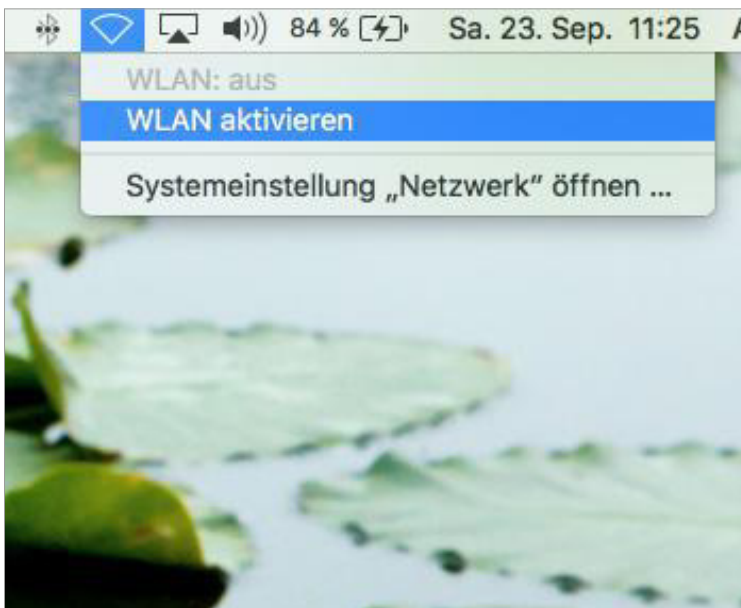 84 % Sa. 23. Sep. 11:25
WLAN: aus
WLAN aktivieren
Systemeinstellung „Netzwerk“ öffnen ...